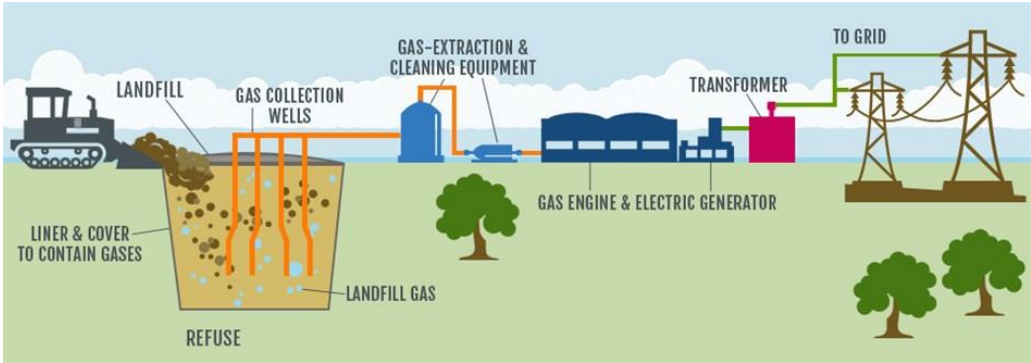 LANDFILL
GAS COLLECTION
WELLS
GAS-EXTRACTION &
CLEANING EQUIPMENT
TO GRID
TRANSFORMER
GAS ENGINE & ELECTRIC GENERATOR
LINER & COVER
TO CONTAIN GASES
LANDFILL GAS
REFUSE